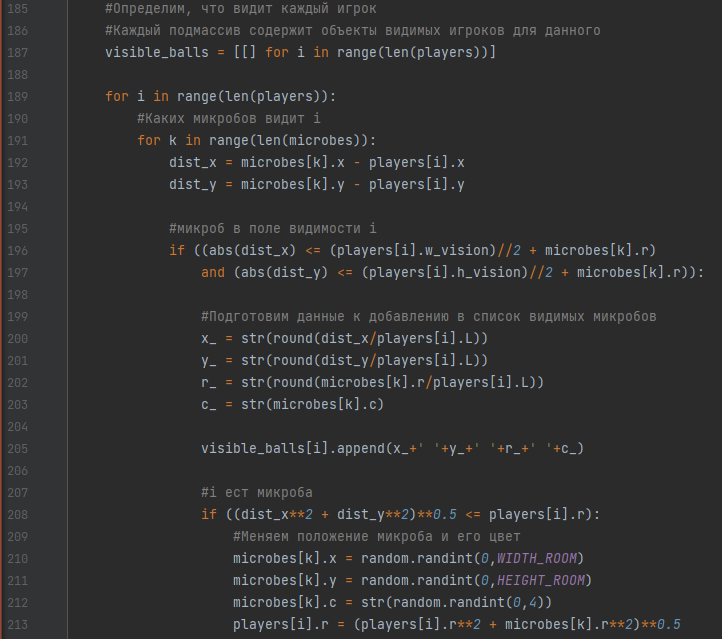 185 #Определим, что видит каждый игрок
186 #Каждый подмассив содержит объекты видимых игроков для данного
187 visible_balls = [[] for i in range(len(players))]
188
189 for i in range(len(players)):
190 #Каких микробов видит i
191 for k in range(len(microbes)):
192 dist_x = microbes[k].x - players[i].x
193 dist_y = microbes[k].y - players[i].y
194
195 #микроб в поле видимости i
196 if ((abs(dist_x) <= (players[i].w_vision)//2 + microbes[k].r)
197 and (abs(dist_y) <= (players[i].h_vision)//2 + microbes[k].r)):
198
199 #Подготовим данные к добавлению в список видимых микробов
200 x_ = str(round(dist_x/players[i].L))
201 y_ = str(round(dist_y/players[i].L))
202 r_ = str(round(microbes[k].r/players[i].L))
203 c_ = str(microbes[k].c)
204
205 visible_balls[i].append(x_+' '+y_+' '+r_+' '+c_)
206
207 #i ест микроба
208 if ((dist_x**2 + dist_y**2)**0.5 <= players[i].r):
209 #Меняем положение микроба и его цвет
210 microbes[k].x = random.randint(0,WIDTH_ROOM)
211 microbes[k].y = random.randint(0,HEIGHT_ROOM)
212 microbes[k].c = str(random.randint(0,4))
213 players[i].r = (players[i].r**2 + microbes[k].r**2)**0.5